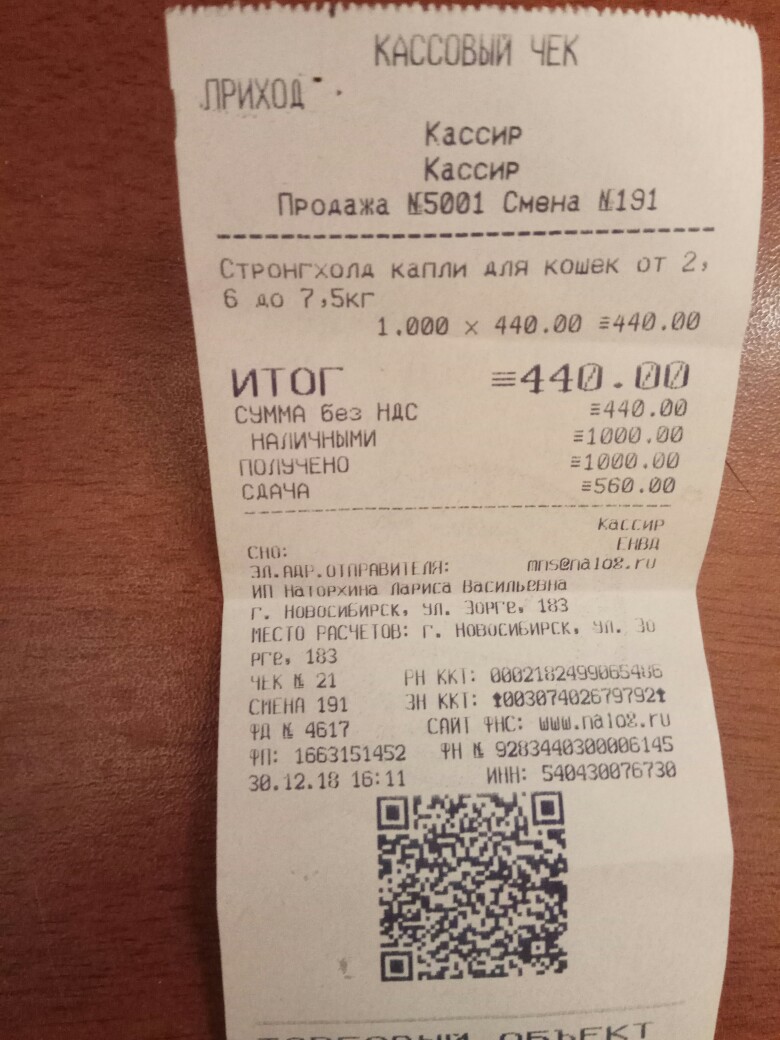 КАССОВЫЙ ЧЕК
ПРИХОД
Кассир
Кассир
Продажа №5001 Смена №191
Стронгхолд капли для кошек от 2,
6 до 7,5кг
1.000 × 440.00 ≡440.00
ИТОГ ≡440.00
СУММА без НДС ≡440.00
НАЛИЧНЫМИ ≡1000.00
ПОЛУЧЕНО ≡1000.00
СДАЧА ≡560.00
Кассир
СНО: ЕНВД
ЭЛ.АДР.ОТПРАВИТЕЛЯ: mns@nalog.ru
ИП Наторхина Лариса Васильевна
г. Новосибирск, ул. Зорге, 183
МЕСТО РАСЧЕТОВ: г. Новосибирск, ул. Зо
рге, 183
ЧЕК № 21 РН ККТ: 0002182499065486
СМЕНА 191 ЗН ККТ: 00307402679792
ФД № 4617 САЙТ ФНС: www.nalog.ru
ФП: 1663151452 ФН № 9283440300006145
30.12.18 16:11 ИНН: 540430076730
ТОРГОВЫЙ ОБЪЕКТ